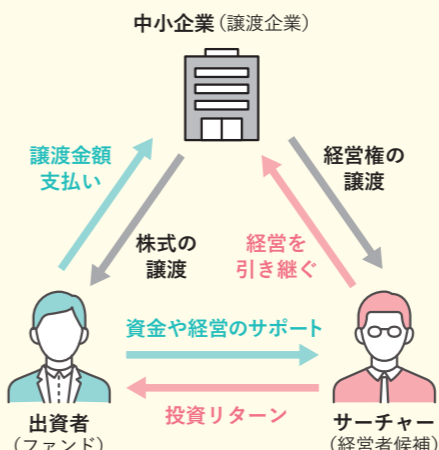 中小企業（譲渡企業）
譲渡金額
支払い
経営権の
譲渡
株式の
譲渡
経営を
引き継ぐ
資金や経営のサポート
投資リターン
出資者
（ファンド）
サーチャー
（経営者候補）